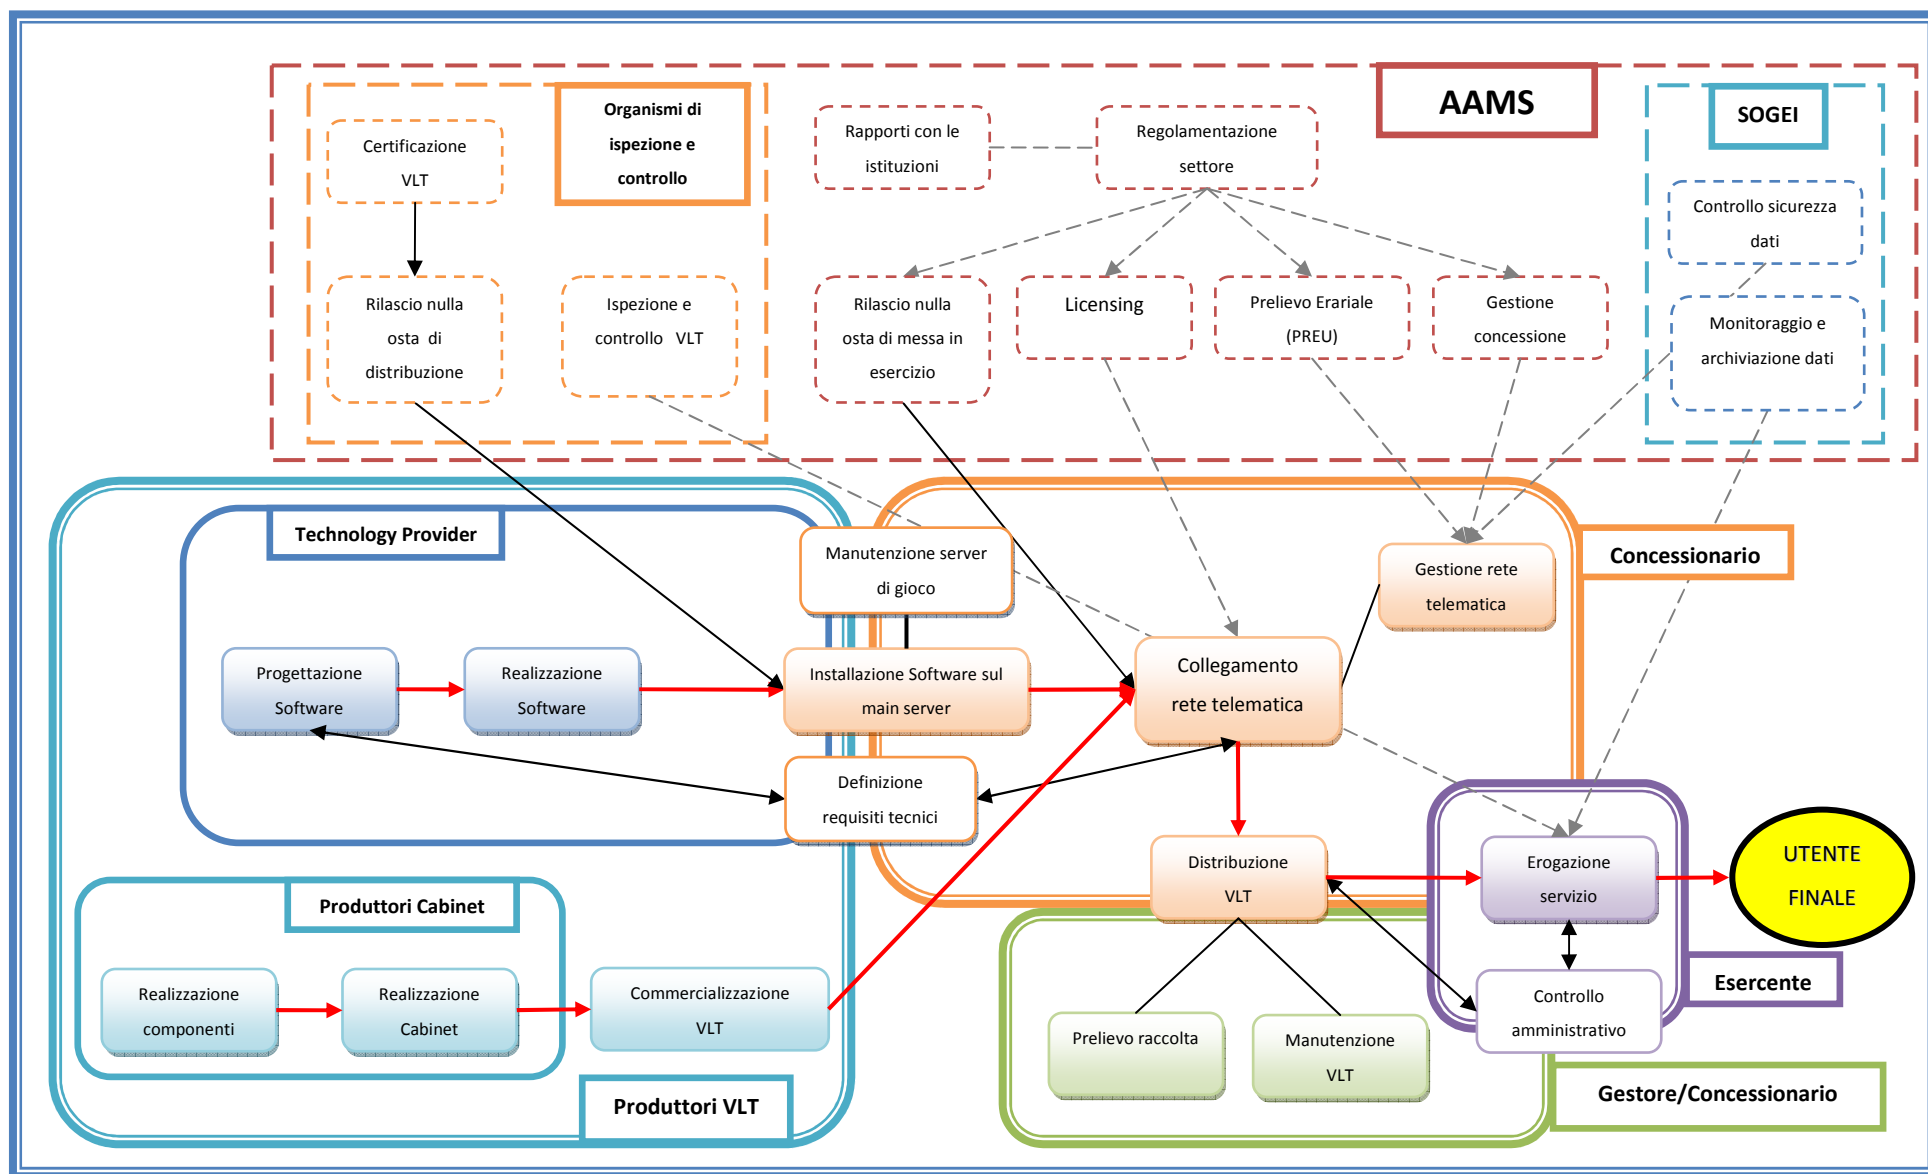 AAMS
Organismi di
ispezione e
controllo
SOGEI
Certificazione
VLT
Rapporti con le
istituzioni
Regolamentazione
settore
Controllo sicurezza
dati
Rilascio nulla
osta di
distribuzione
Ispezione e
controllo VLT
Rilascio nulla
osta di messa in
esercizio
Licensing
Prelievo Erariale
(PREU)
Gestione
concessione
Monitoraggio e
archiviazione dati
Technology Provider
Manutenzione server
di gioco
Concessionario
Gestione rete
telematica
Progettazione
Software
Realizzazione
Software
Installazione Software sul
main server
Collegamento
rete telematica
Definizione
requisiti tecnici
Distribuzione
VLT
Erogazione
servizio
UTENTE
FINALE
Produttori Cabinet
Realizzazione
componenti
Realizzazione
Cabinet
Commercializzazione
VLT
Esercente
Controllo
amministrativo
Prelievo raccolta
Manutenzione
VLT
Produttori VLT
Gestore/Concessionario